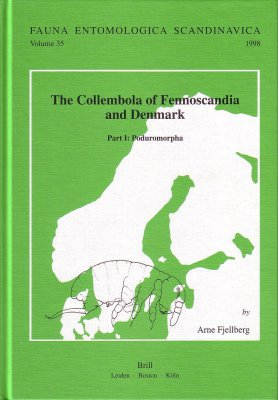 FAUNA ENTOMOLOGICA SCANDINAVICA
Volume 35 1998
The Collembola of Fennoscandia
and Denmark
Part I: Poduromorpha
by
Arne Fjellberg
Brill
Leiden · Boston · Köln